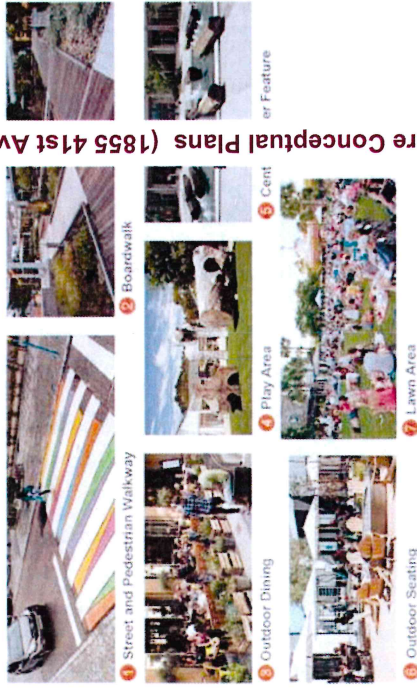 re Conceptual Plans (1855 41st Av
1 Street and Pedestrian Walkway
2 Boardwalk
3 Outdoor Dining
4 Play Area
5 Cent er Feature
6 Outdoor Seating
7 Lawn Area